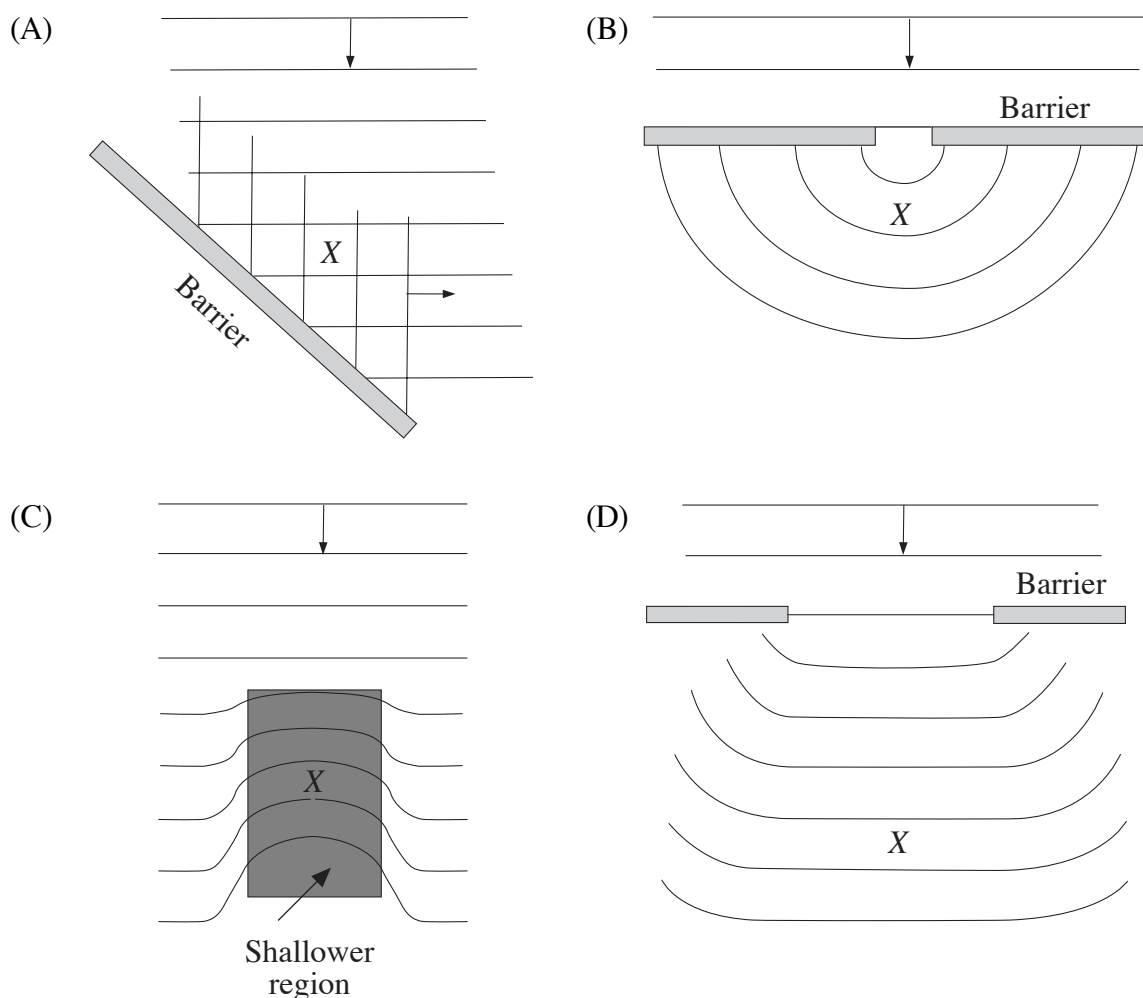 (A)
X
Barrier
(B)
Barrier
X
(C)
X
Shallower
region
(D)
Barrier
X